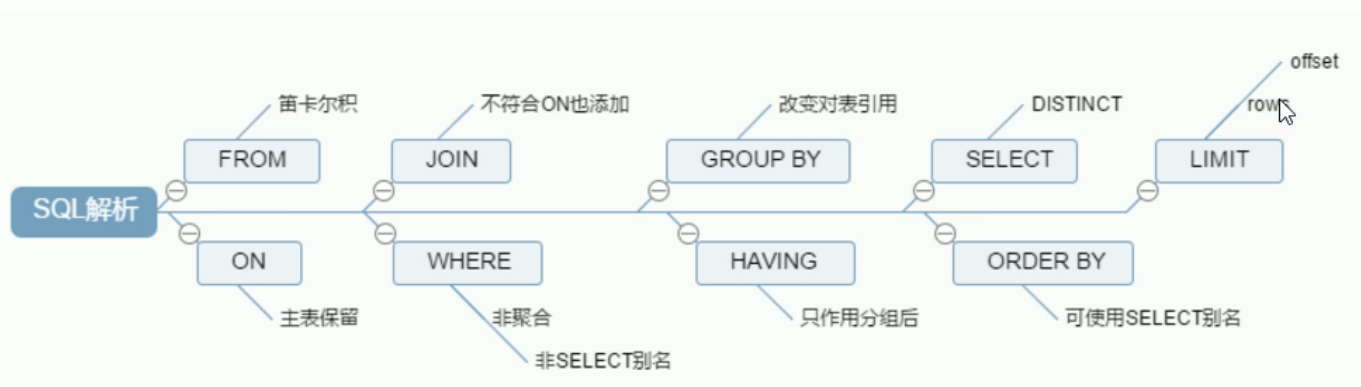 SQL解析
FROM
笛卡尔积
ON
主表保留
JOIN
不符合ON也添加
WHERE
非聚合
非SELECT别名
GROUP BY
改变对表引用
HAVING
只作用分组后
SELECT
DISTINCT
ORDER BY
可使用SELECT别名
LIMIT
offset
rows